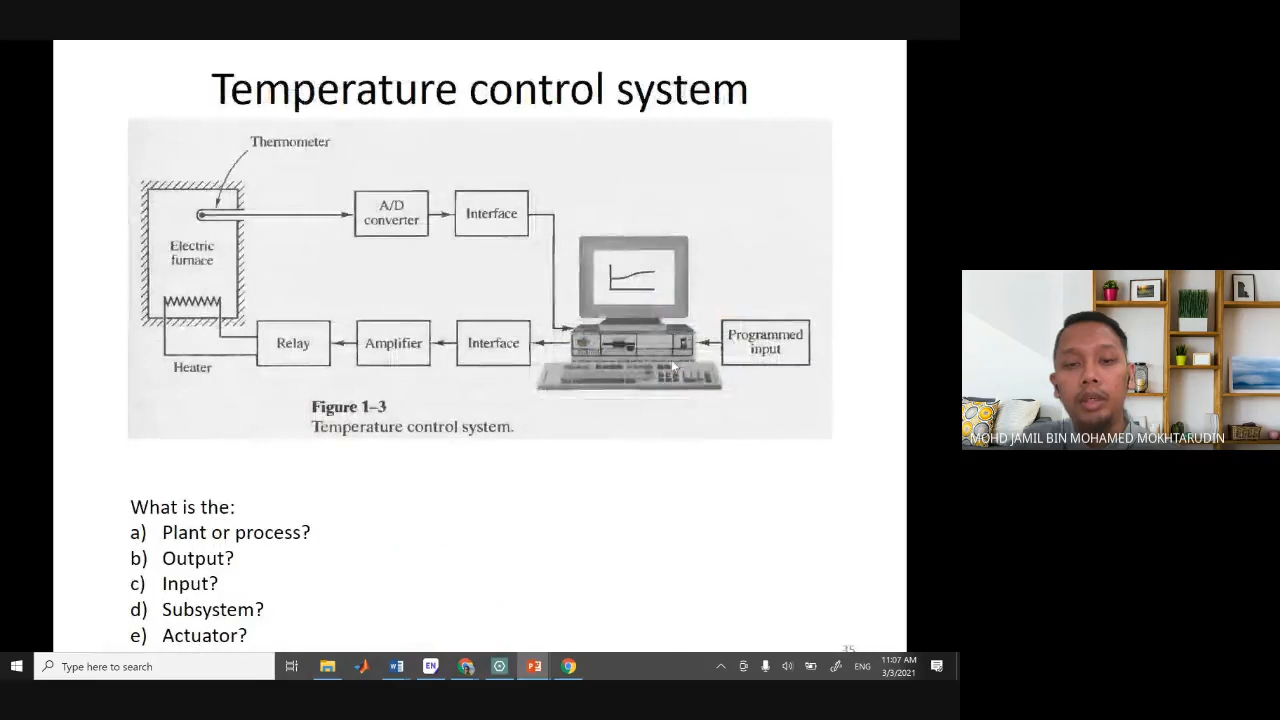 Temperature control system
Thermometer
A/D
converter
Interface
Electric
furnace
Relay
Amplifier
Interface
Programmed
input
Heater
Figure 1–3
Temperature control system.
What is the:
a) Plant or process?
b) Output?
c) Input?
d) Subsystem?
e) Actuator?
35
MOHD JAMIL BIN MOHAMED MOKHTARUDIN
Type here to search
EN
ENG
11:07 AM
3/3/2021